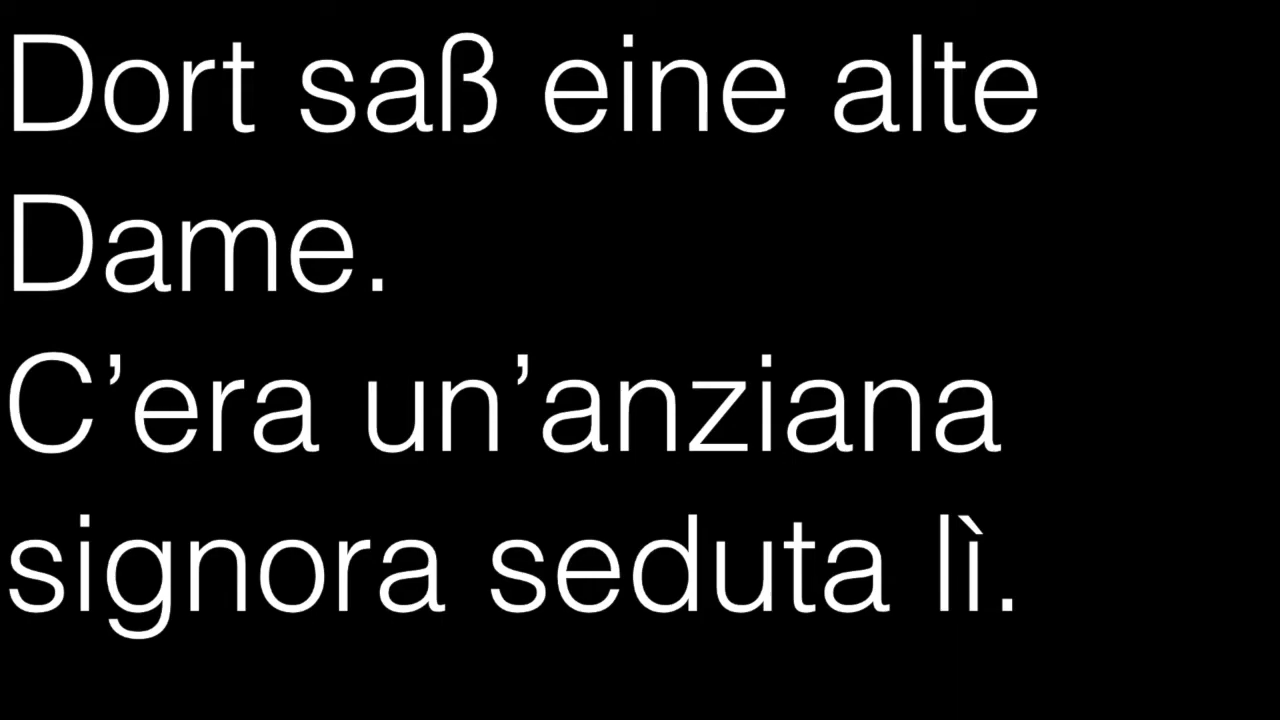 Dort saß eine alte
Dame.
C’era un’anziana
signora seduta lì.